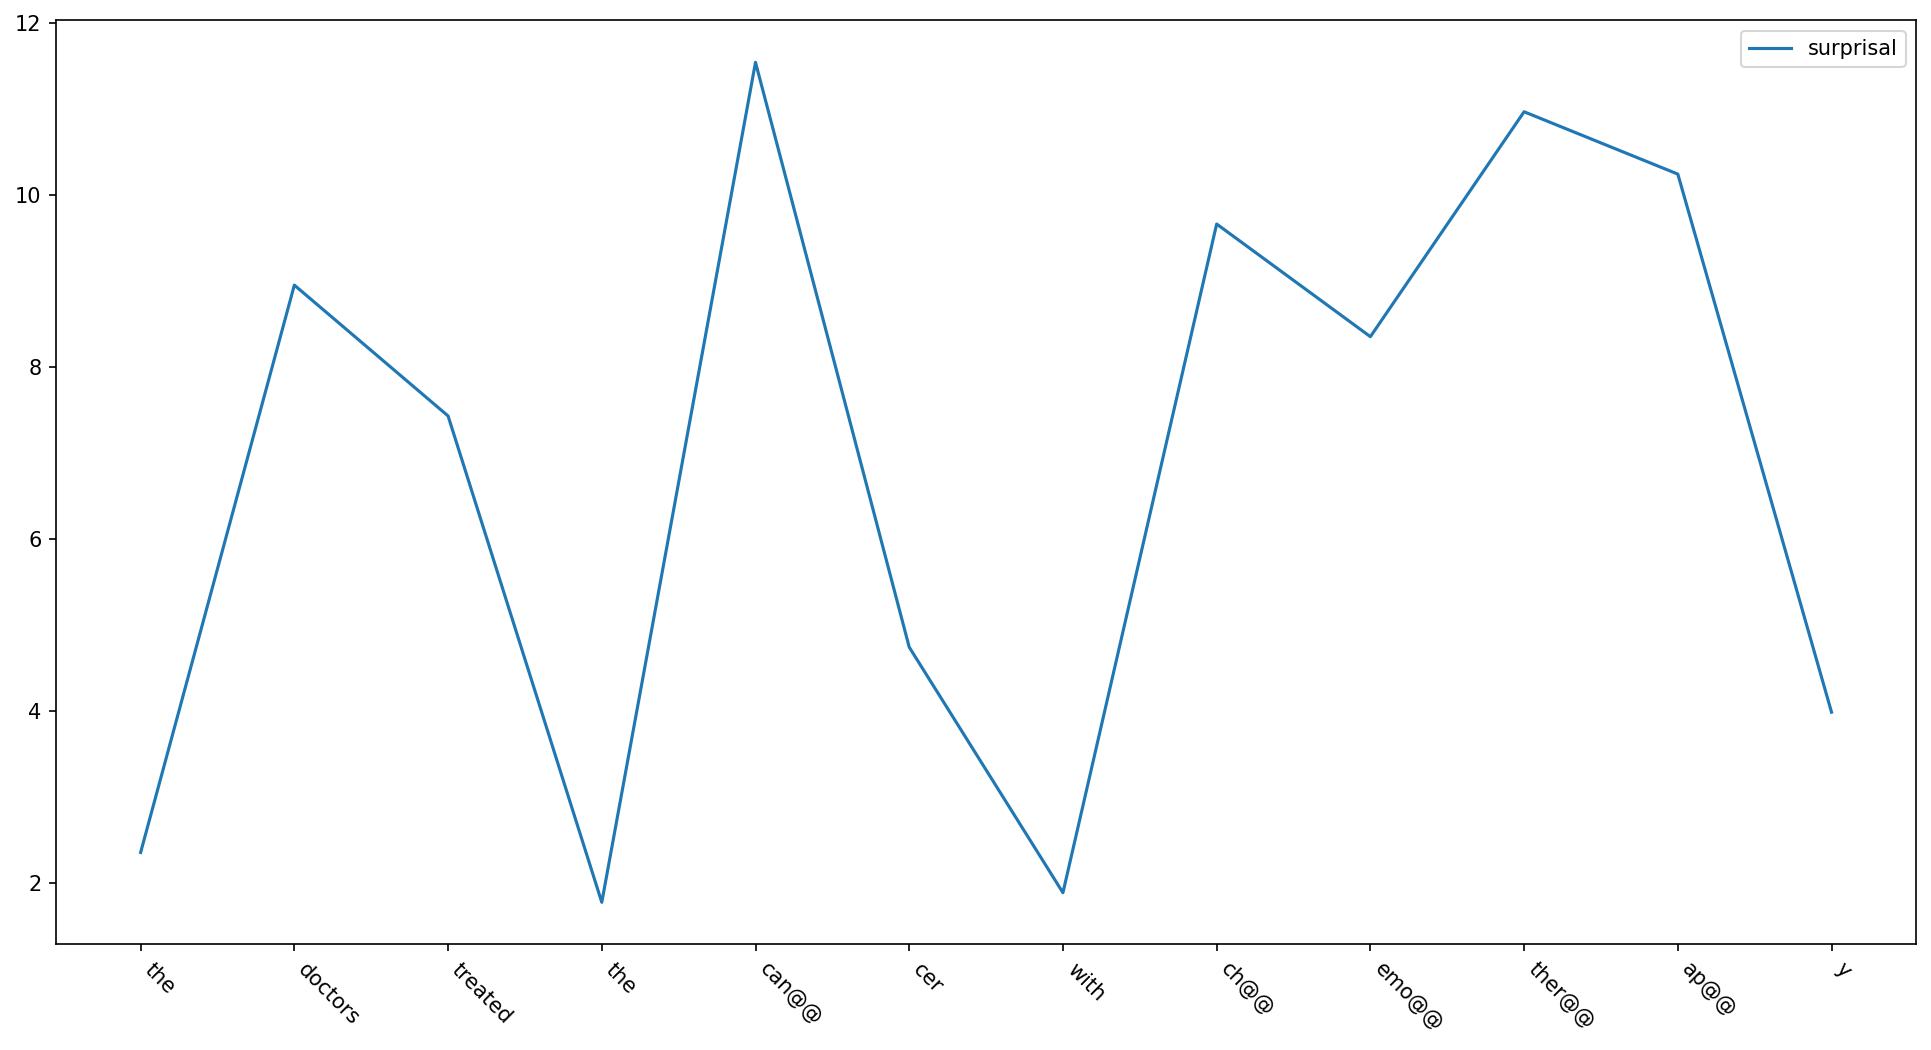 surprisal
12
10
8
6
4
2
the
doctors
treated
the
can@@
cer
with
ch@@
emo@@
ther@@
ap@@
y